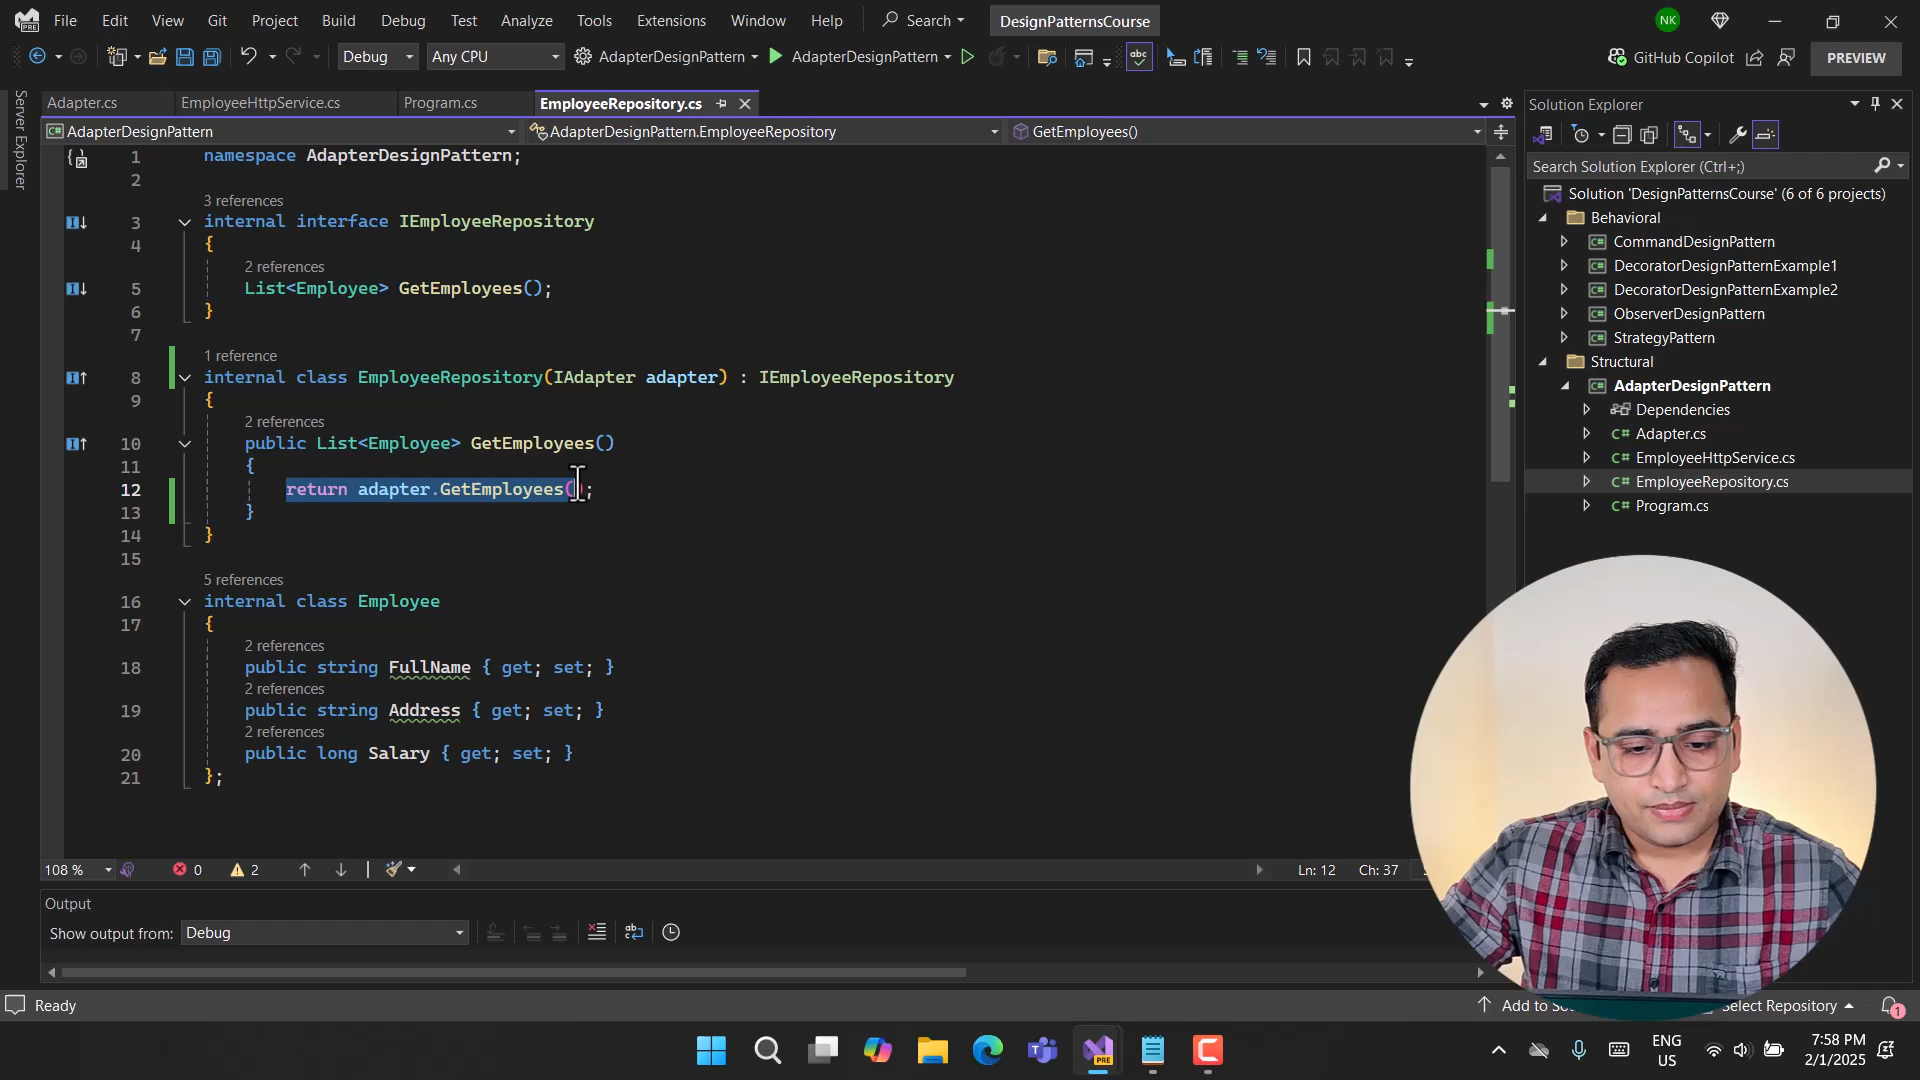 File Edit View Git Project Build Debug Test Analyze Tools Extensions Window Help Search DesignPatternsCourse NK
Debug Any CPU AdapterDesignPattern AdapterDesignPattern GitHub Copilot PREVIEW
Server Explorer
Adapter.cs EmployeeHttpService.cs Program.cs EmployeeRepository.cs
AdapterDesignPattern AdapterDesignPattern.EmployeeRepository GetEmployees()
1 namespace AdapterDesignPattern;
2
3 references
3 internal interface IEmployeeRepository
4 {
2 references
5 List<Employee> GetEmployees();
6 }
7
1 reference
8 internal class EmployeeRepository(IAdapter adapter) : IEmployeeRepository
9 {
2 references
10 public List<Employee> GetEmployees()
11 {
12 return adapter.GetEmployees();
13 }
14 }
15
5 references
16 internal class Employee
17 {
2 references
18 public string FullName { get; set; }
2 references
19 public string Address { get; set; }
2 references
20 public long Salary { get; set; }
21 };
108 % 0 2 Ln: 12 Ch: 37
Output
Show output from: Debug
Solution Explorer
Search Solution Explorer (Ctrl+;)
Solution 'DesignPatternsCourse' (6 of 6 projects)
Behavioral
C# CommandDesignPattern
C# DecoratorDesignPatternExample1
C# DecoratorDesignPatternExample2
C# ObserverDesignPattern
C# StrategyPattern
Structural
C# AdapterDesignPattern
Dependencies
C# Adapter.cs
C# EmployeeHttpService.cs
C# EmployeeRepository.cs
C# Program.cs
Ready Add to Select Repository 1
PRE
ENG
US
7:58 PM
2/1/2025